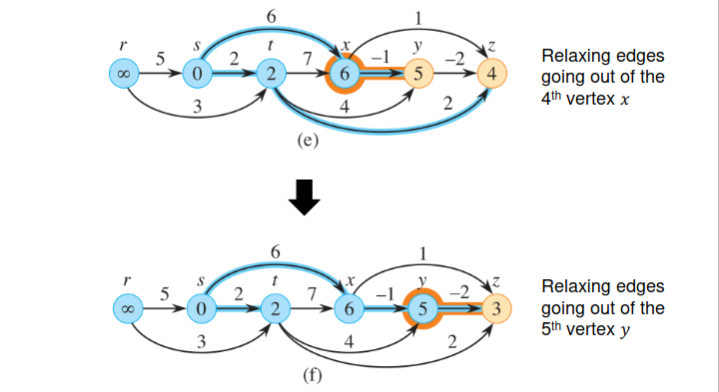 6 1
r s t x y z
5 2 7 -1 -2
∞ 0 2 6 5 4
3 4 2
(e)
Relaxing edges
going out of the
4th vertex x
6 1
r s t x y z
5 2 7 -1 -2
∞ 0 2 6 5 3
3 4 2
(f)
Relaxing edges
going out of the
5th vertex y